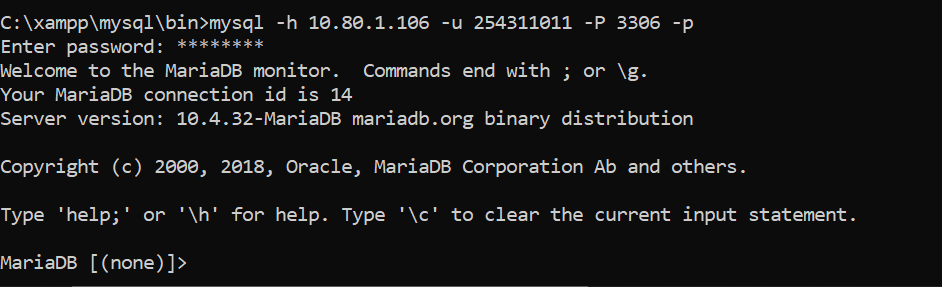 C:\xampp\mysql\bin>mysql -h 10.80.1.106 -u 254311011 -P 3306 -p
Enter password: ********
Welcome to the MariaDB monitor.  Commands end with ; or \g.
Your MariaDB connection id is 14
Server version: 10.4.32-MariaDB mariadb.org binary distribution
Copyright (c) 2000, 2018, Oracle, MariaDB Corporation Ab and others.
Type 'help;' or '\h' for help. Type '\c' to clear the current input statement.
MariaDB [(none)]>